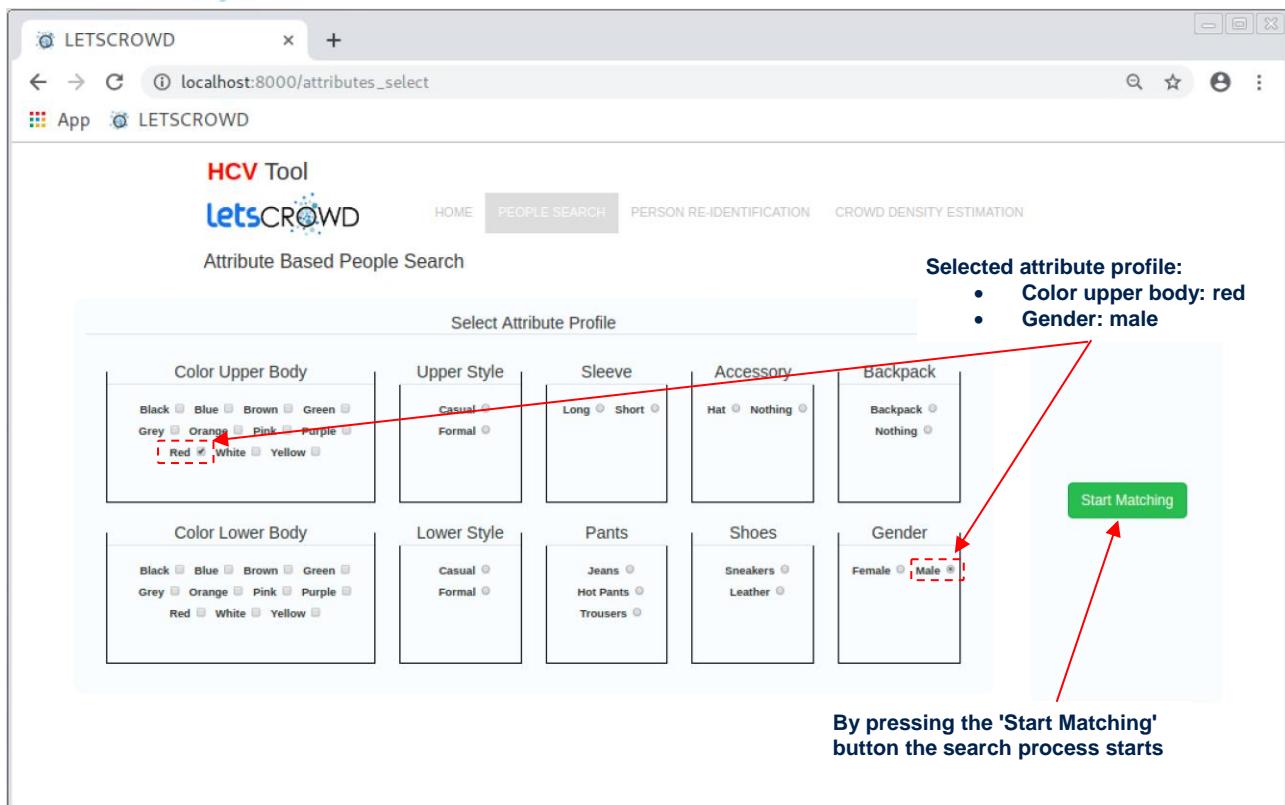 LETSCROWD × +
localhost:8000/attributes_select
App LETSCROWD
HCV Tool
LetsCROWD
HOME PEOPLE SEARCH PERSON RE-IDENTIFICATION CROWD DENSITY ESTIMATION
Attribute Based People Search
Selected attribute profile:
• Color upper body: red
• Gender: male
Select Attribute Profile
Color Upper Body
Black Blue Brown Green
Grey Orange Pink Purple
Red White Yellow
Upper Style
Casual
Formal
Sleeve
Long Short
Accessory
Hat Nothing
Backpack
Backpack
Nothing
Start Matching
Color Lower Body
Black Blue Brown Green
Grey Orange Pink Purple
Red White Yellow
Lower Style
Casual
Formal
Pants
Jeans
Hot Pants
Trousers
Shoes
Sneakers
Leather
Gender
Female Male
By pressing the 'Start Matching'
button the search process starts